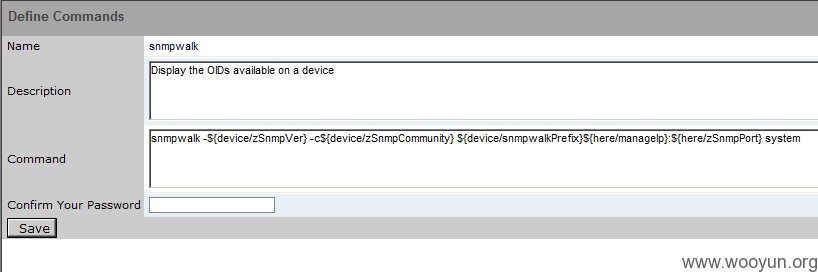 Define Commands
Name snmpwalk
Description Display the OIDs available on a device
Command snmpwalk -${device/zSnmpVer} -c${device/zSnmpCommunity} ${device/snmpwalkPrefix}${here/manageIp}:${here/zSnmpPort} system
Confirm Your Password
Save
www.wooyun.org